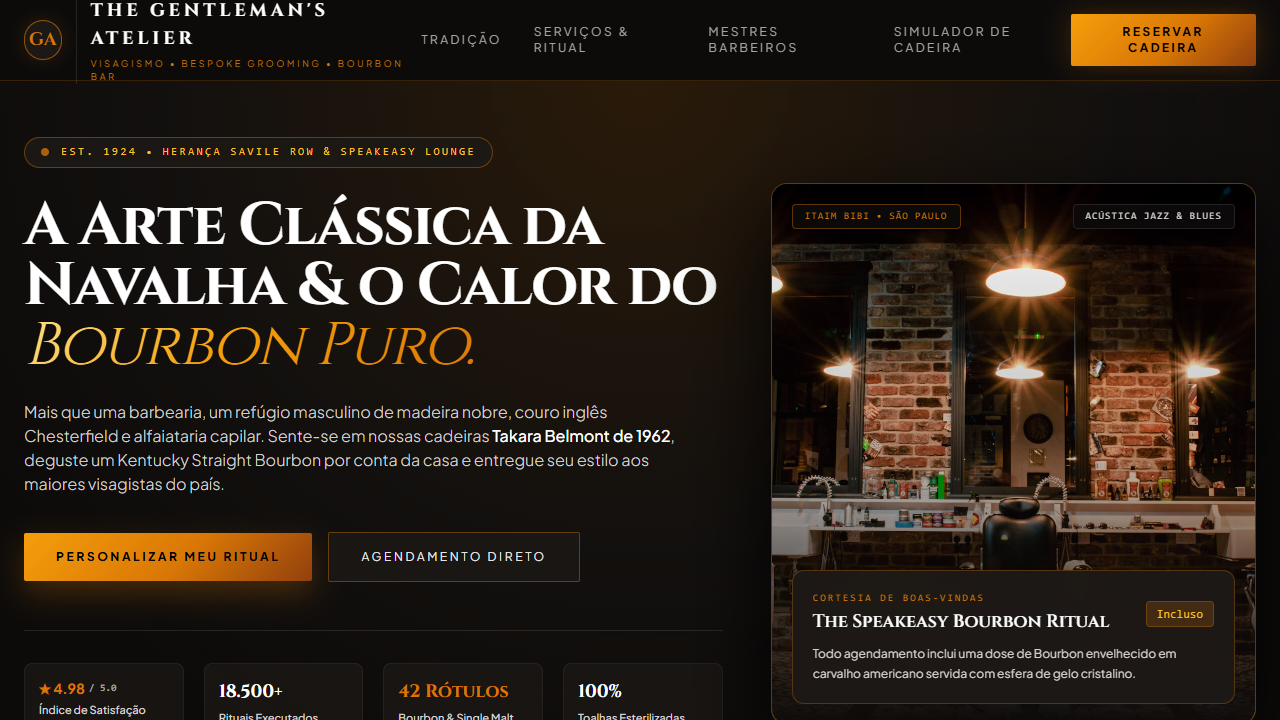 GA
THE GENTLEMAN'S
ATELIER
VISAGISMO • BESPOKE GROOMING • BOURBON
BAR
TRADIÇÃO
SERVIÇOS &
RITUAL
MESTRES
BARBEIROS
SIMULADOR DE
CADEIRA
RESERVAR
CADEIRA
EST. 1924 • HERANÇA SAVILE ROW & SPEAKEASY LOUNGE
A Arte Clássica da
Navalha & o Calor do
Bourbon Puro.
Mais que uma barbearia, um refúgio masculino de madeira nobre, couro inglês
Chesterfield e alfaiataria capilar. Sente-se em nossas cadeiras Takara Belmont de 1962,
deguste um Kentucky Straight Bourbon por conta da casa e entregue seu estilo aos
maiores visagistas do país.
PERSONALIZAR MEU RITUAL
AGENDAMENTO DIRETO
★ 4.98 / 5.0
Índice de Satisfação
18.500+
Rituais Executados
42 Rótulos
Bourbon & Single Malt
100%
Toalhas Esterilizadas
ITAIM BIBI • SÃO PAULO
ACÚSTICA JAZZ & BLUES
CORTESIA DE BOAS-VINDAS
The Speakeasy Bourbon Ritual
Incluso
Todo agendamento inclui uma dose de Bourbon envelhecido em
carvalho americano servida com esfera de gelo cristalino.